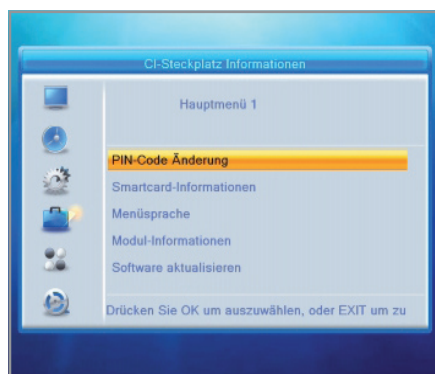 CI-Steckplatz Informationen
Hauptmenü 1
PIN-Code Änderung
Smartcard-Informationen
Menüsprache
Modul-Informationen
Software aktualisieren
Drücken Sie OK um auszuwählen, oder EXIT um zu